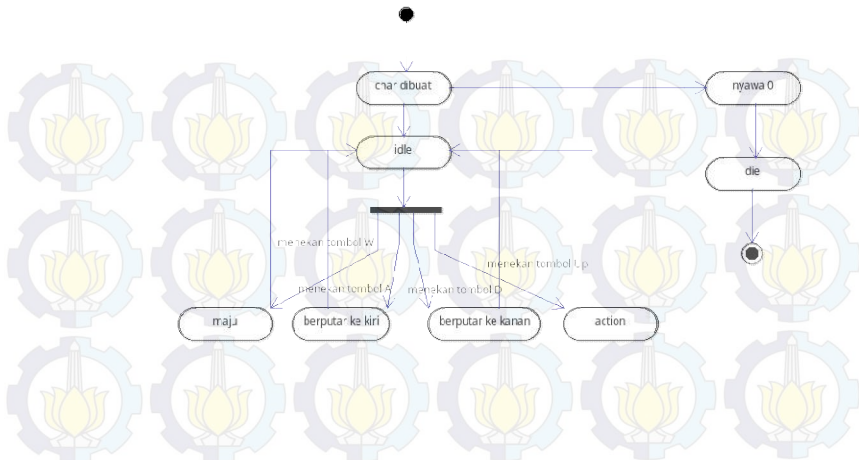 char dibuat
nyawa 0
idle
die
menekan tombol W
menekan tombol Up
menekan tombol A
menekan tombol D
maju
berputar ke kiri
berputar ke kanan
action